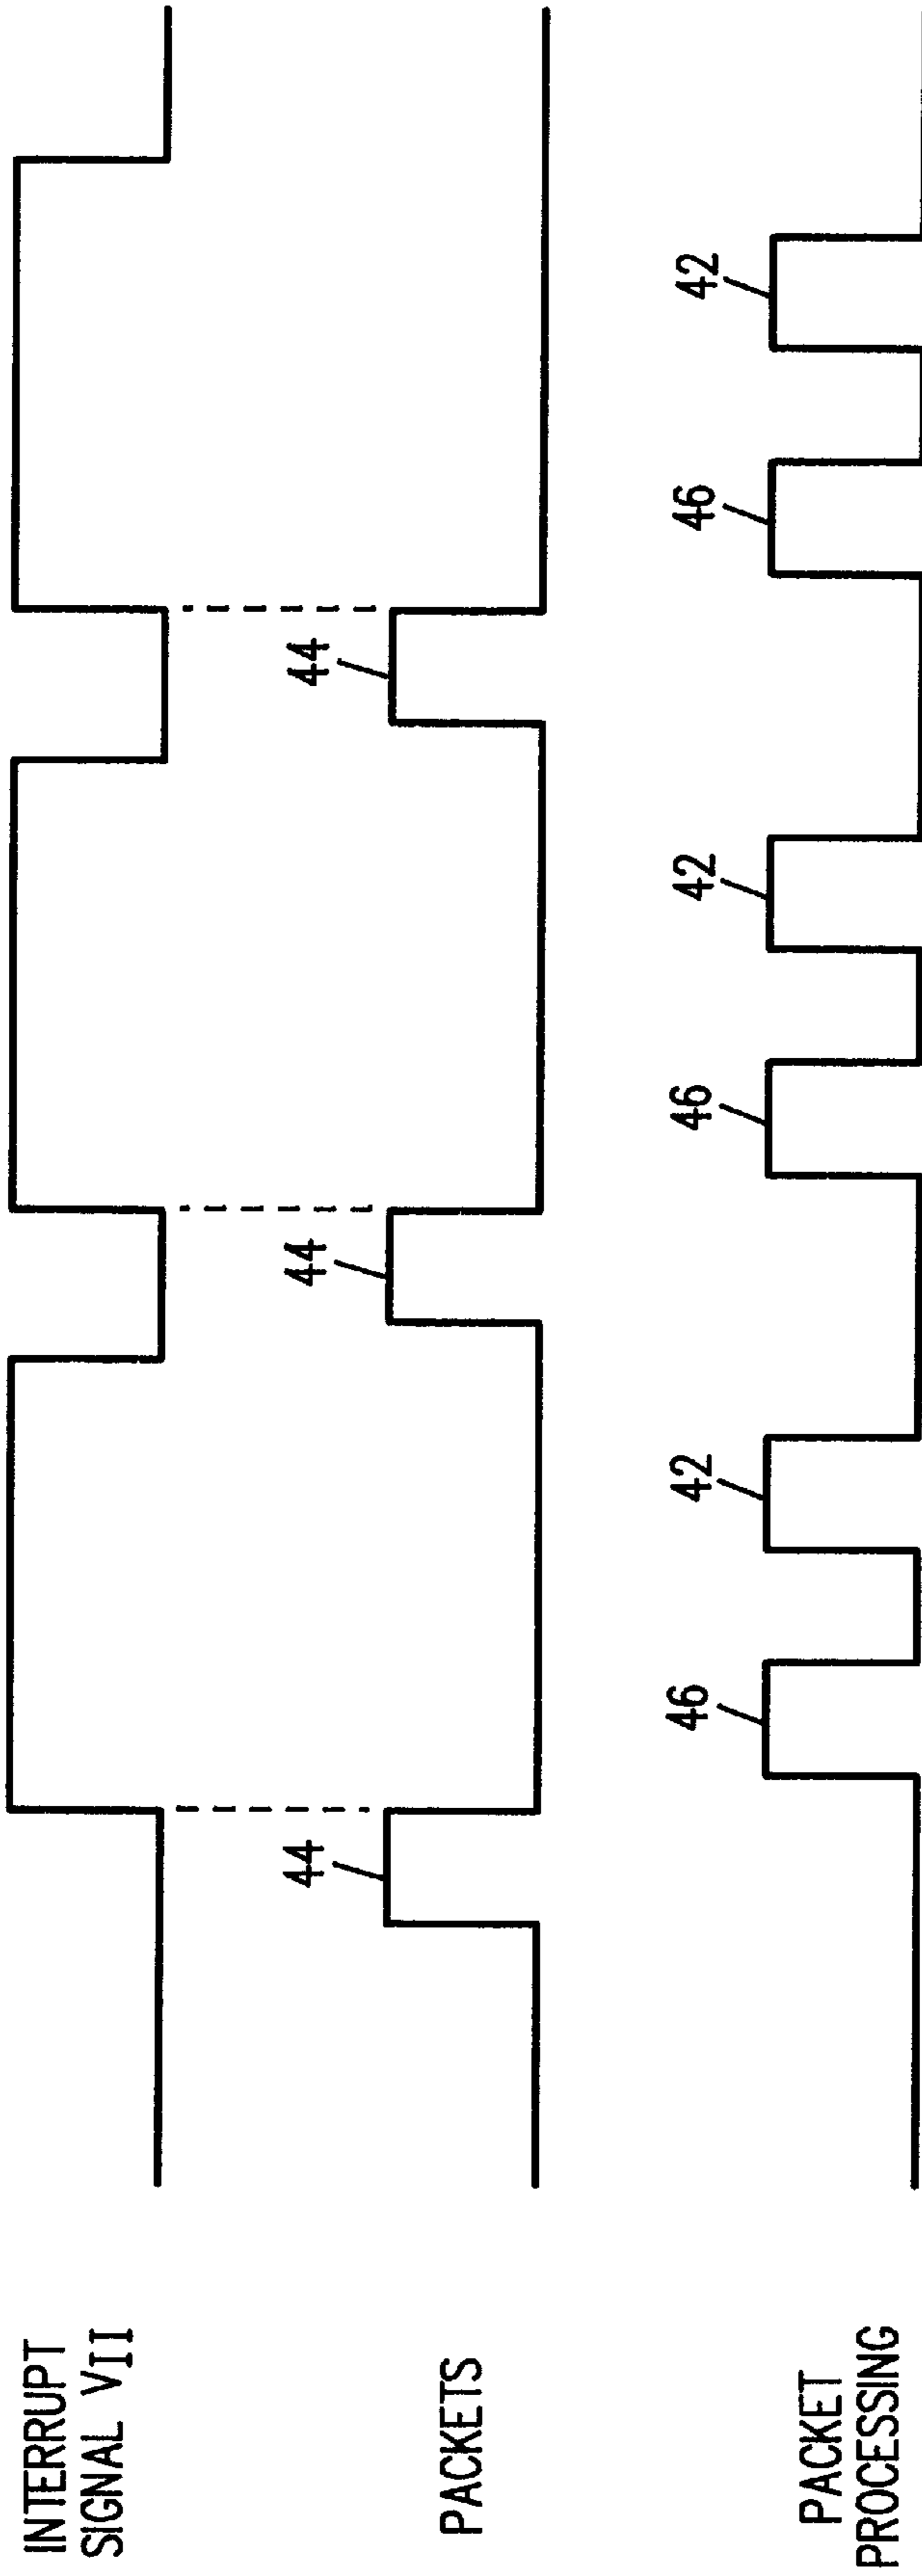 INTERRUPT
SIGNAL VII
PACKETS
44
44
44
PACKET
PROCESSING
46
42
46
42
46
42